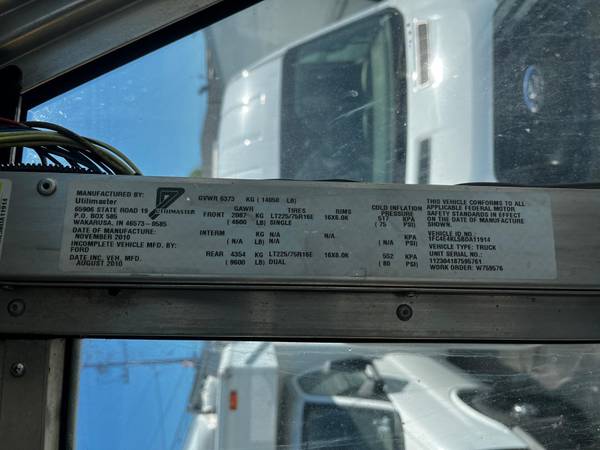 MANUFACTURED BY:
Utilimaster
65906 STATE ROAD 19
P.O. BOX 585
WAKARUSA, IN 46573-0585
DATE OF MANUFACTURE:
NOVEMBER 2010
INCOMPLETE VEHICLE MFD. BY:
FORD
DATE INC. VEH. MFD.
AUGUST 2010
UTILIMASTER
GVWR 6373 KG ( 14050 LB)
GAWR TIRES RIMS COLD INFLATION PRESSURE
FRONT 2087 KG LT225/75R16E 16X6.0K 517 KPA
( 4600 LB) SINGLE ( 75 PSI)
INTERM KG KPA
( N/A LB) ( N/A PSI)
REAR 4354 KG LT225/75R16E 16X6.0K 552 KPA
( 9600 LB) DUAL ( 80 PSI)
THIS VEHICLE CONFORMS TO ALL
APPLICABLE FEDERAL MOTOR
SAFETY STANDARDS IN EFFECT
ON THE DATE OF MANUFACTURE
VEHICLE ID NO.:
1FC4E4KL5BDA11914
VEHICLE TYPE: TRUCK
UNIT SERIAL NO.:
112304187595761
WORK ORDER: W759576